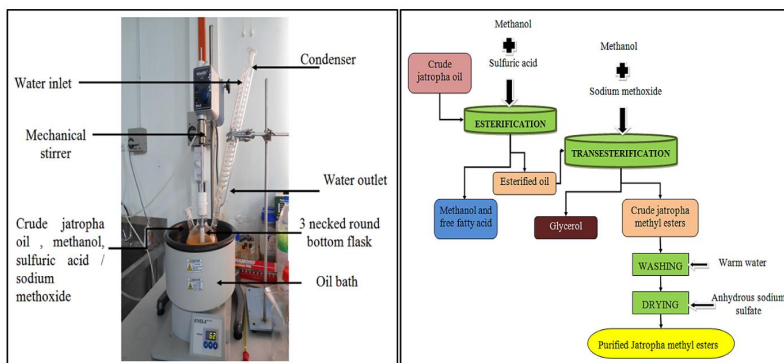 Condenser
Water inlet
Mechanical
stirrer
Water outlet
Crude jatropha
oil , methanol,
sulfuric acid /
sodium
methoxide
3 necked round
bottom flask
Oil bath
Methanol
Sulfuric acid
Methanol
Sodium methoxide
Crude
jatropha oil
ESTERIFICATION
TRANSESTERIFICATION
Esterified oil
Methanol and
free fatty acid
Glycerol
Crude jatropha
methyl esters
WASHING
Warm water
DRYING
Anhydrous sodium
sulfate
Purified Jatropha methyl esters